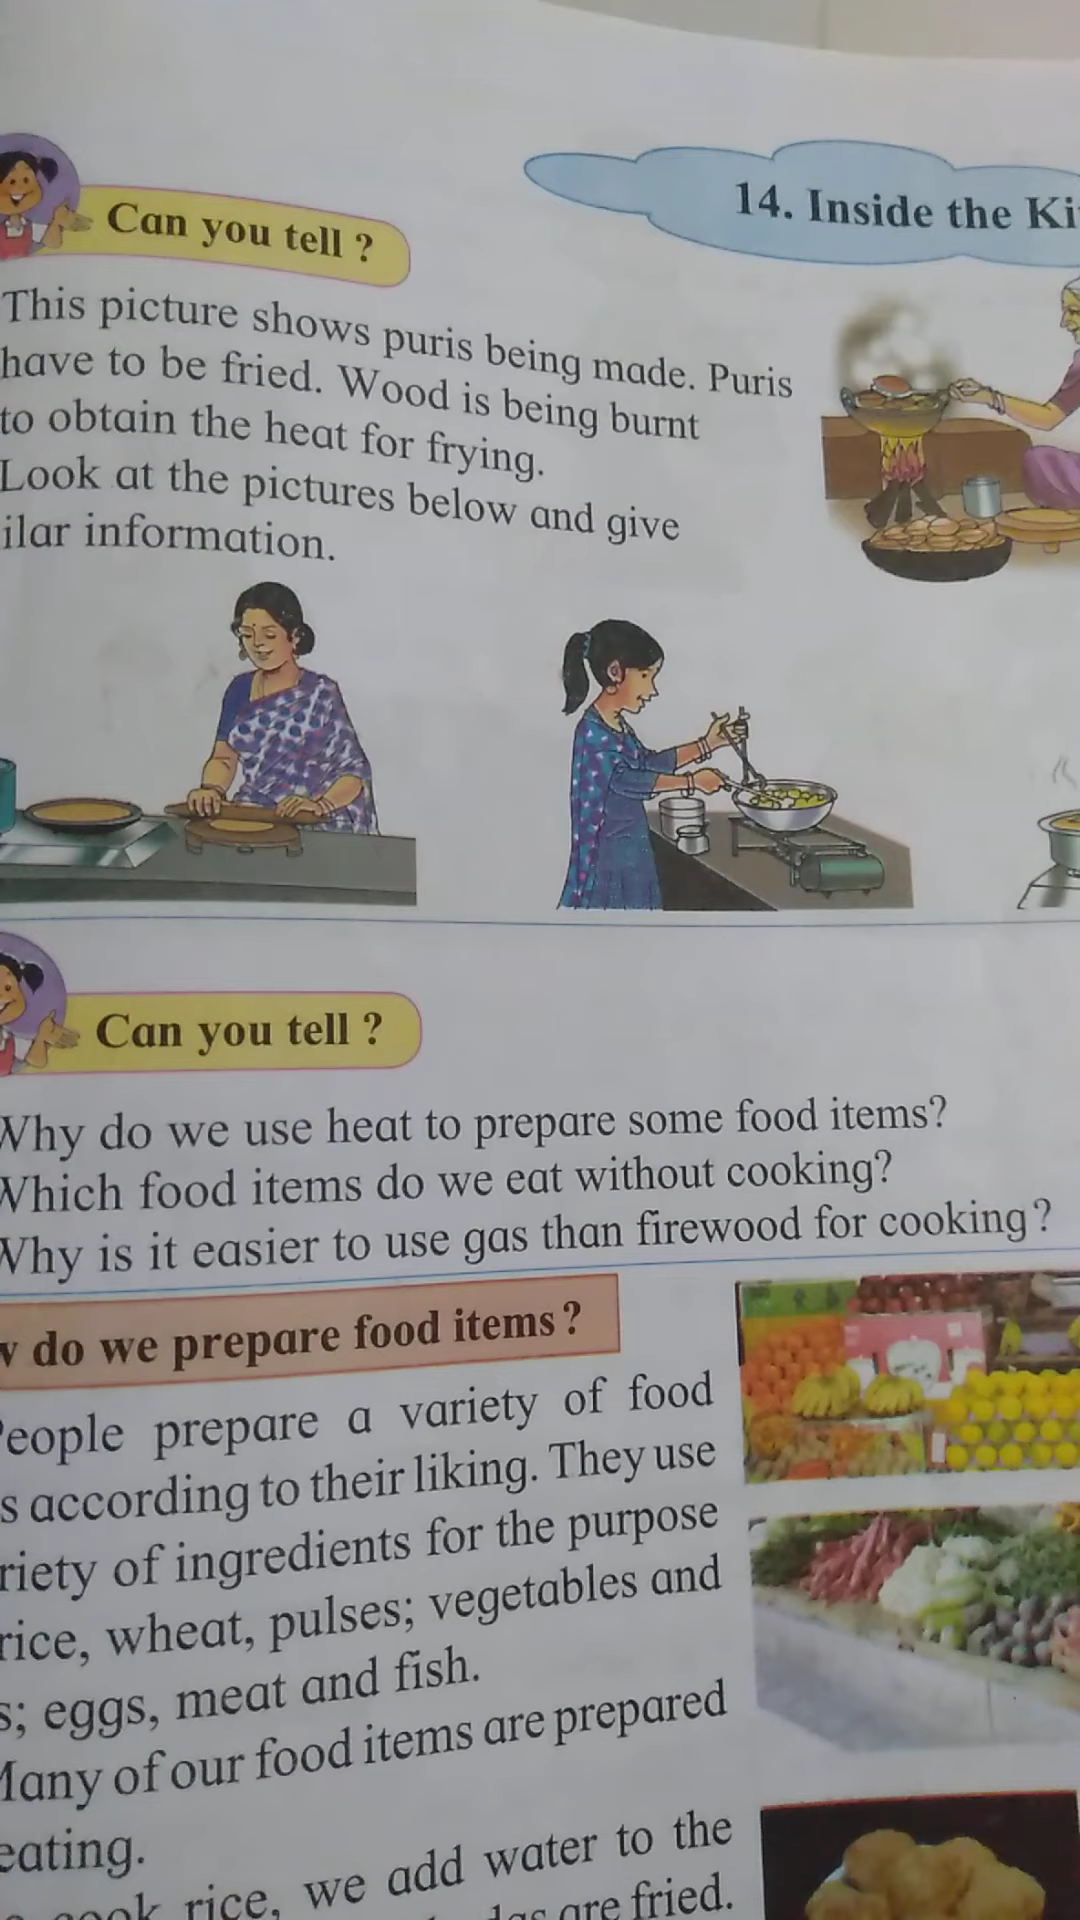 14. Inside the
Can you tell ?
This picture shows puris being made. Puris
have to be fried. Wood is being burnt
to obtain the heat for frying.
Look at the pictures below and give
ilar information.
Can you tell ?
Why do we use heat to prepare some food items?
Which food items do we eat without cooking?
Why is it easier to use gas than firewood for cooking?
w do we prepare food items?
People prepare a variety of food
s according to their liking. They use
riety of ingredients for the purpose
rice, wheat, pulses; vegetables and
s; eggs, meat and fish.
Many of our food items are prepared
eating.
cook rice, we add water to the
are fried.